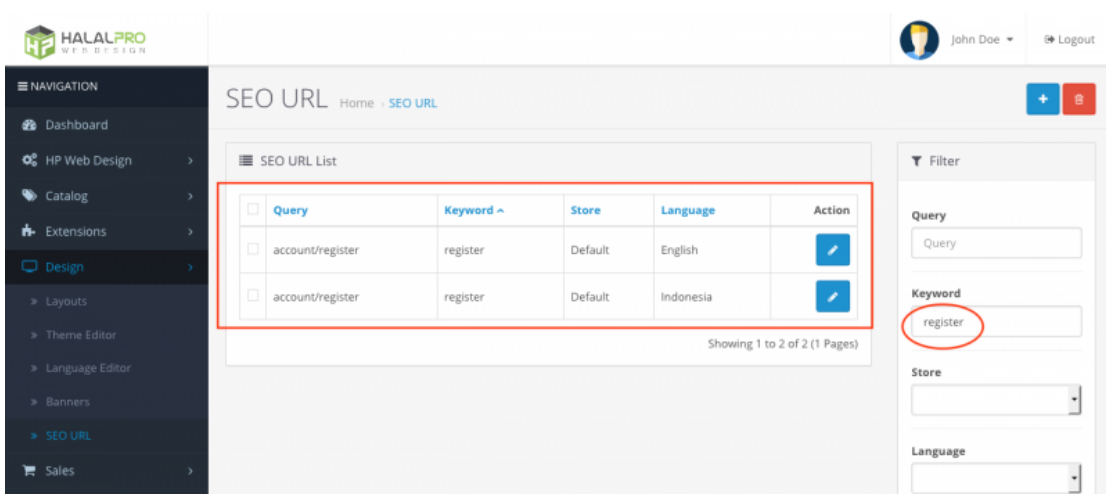 HALALPRO
WEB DESIGN
John Doe
Logout
NAVIGATION
Dashboard
HP Web Design
Catalog
Extensions
Design
Layouts
Theme Editor
Language Editor
Banners
SEO URL
Sales
SEO URL Home › SEO URL
SEO URL List
Query Keyword Store Language Action
account/register register Default English
account/register register Default Indonesia
Showing 1 to 2 of 2 (1 Pages)
Filter
Query
Query
Keyword
register
Store
Language